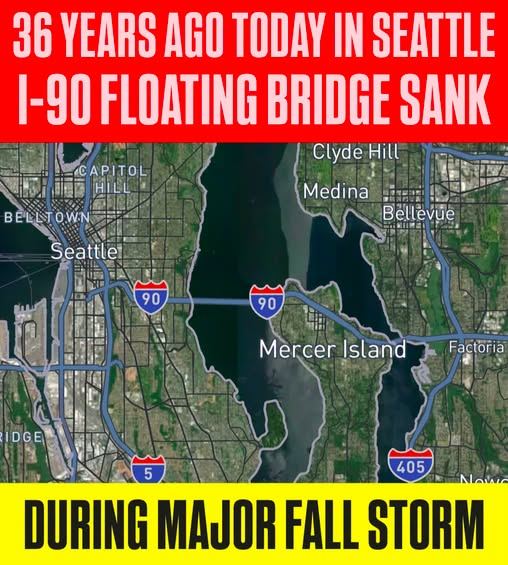 36 YEARS AGO TODAY IN SEATTLE
I-90 FLOATING BRIDGE SANK
Clyde Hill
CAPITOL
HILL
Medina
BELLTOWN
Bellevue
Seattle
90
90
Mercer Island
Factoria
RIDGE
5
405
Newc
DURING MAJOR FALL STORM